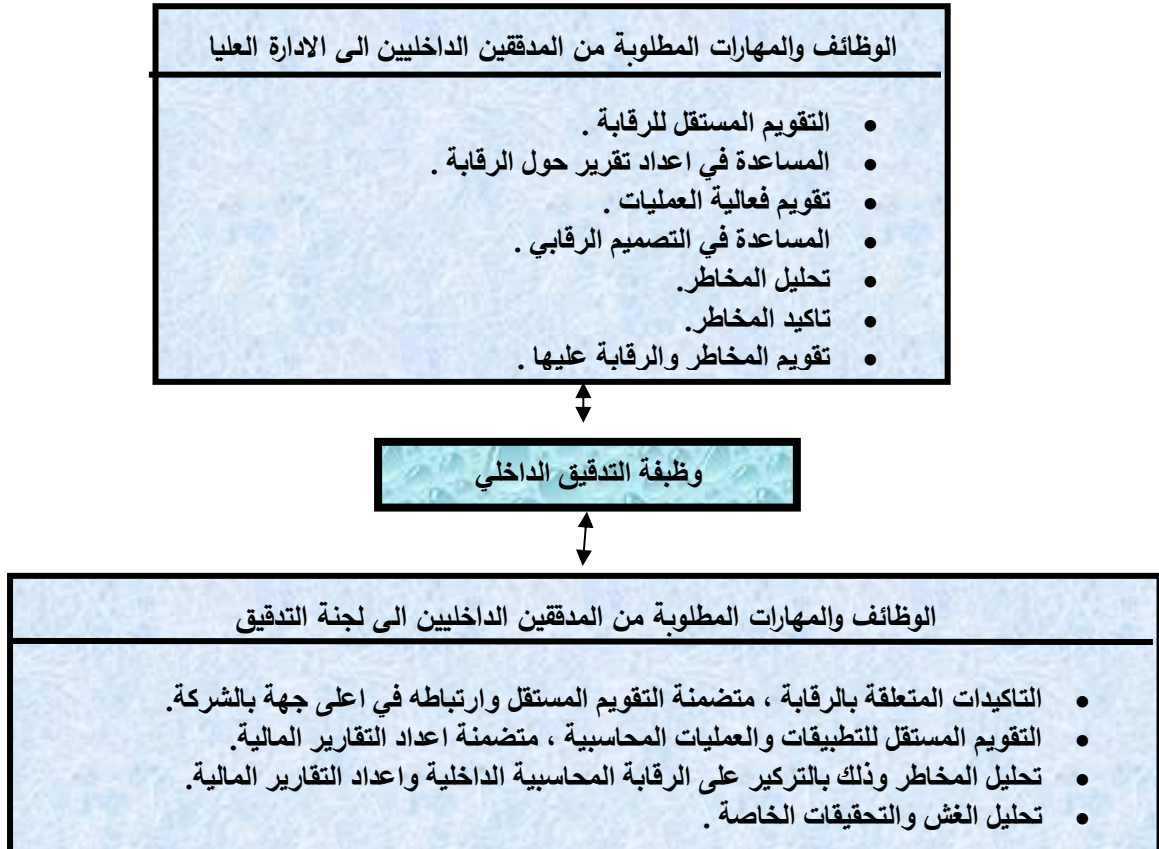 الوظائف والمهارات المطلوبة من المدققين الداخليين الى الادارة العليا
• التقويم المستقل للرقابة .
• المساعدة في اعداد تقرير حول الرقابة .
• تقويم فعالية العمليات .
• المساعدة في التصميم الرقابي .
• تحليل المخاطر.
• تاكيد المخاطر.
• تقويم المخاطر والرقابة عليها .
وظبفة التدقيق الداخلي
الوظائف والمهارات المطلوبة من المدققين الداخليين الى لجنة التدقيق
• التاكيدات المتعلقة بالرقابة ، متضمنة التقويم المستقل وارتباطه في اعلى جهة بالشركة.
• التقويم المستقل للتطبيقات والعمليات المحاسبية ، متضمنة اعداد التقارير المالية.
• تحليل المخاطر وذلك بالتركير على الرقابة المحاسبية الداخلية واعداد التقارير المالية.
• تحليل الغش والتحقيقات الخاصة .